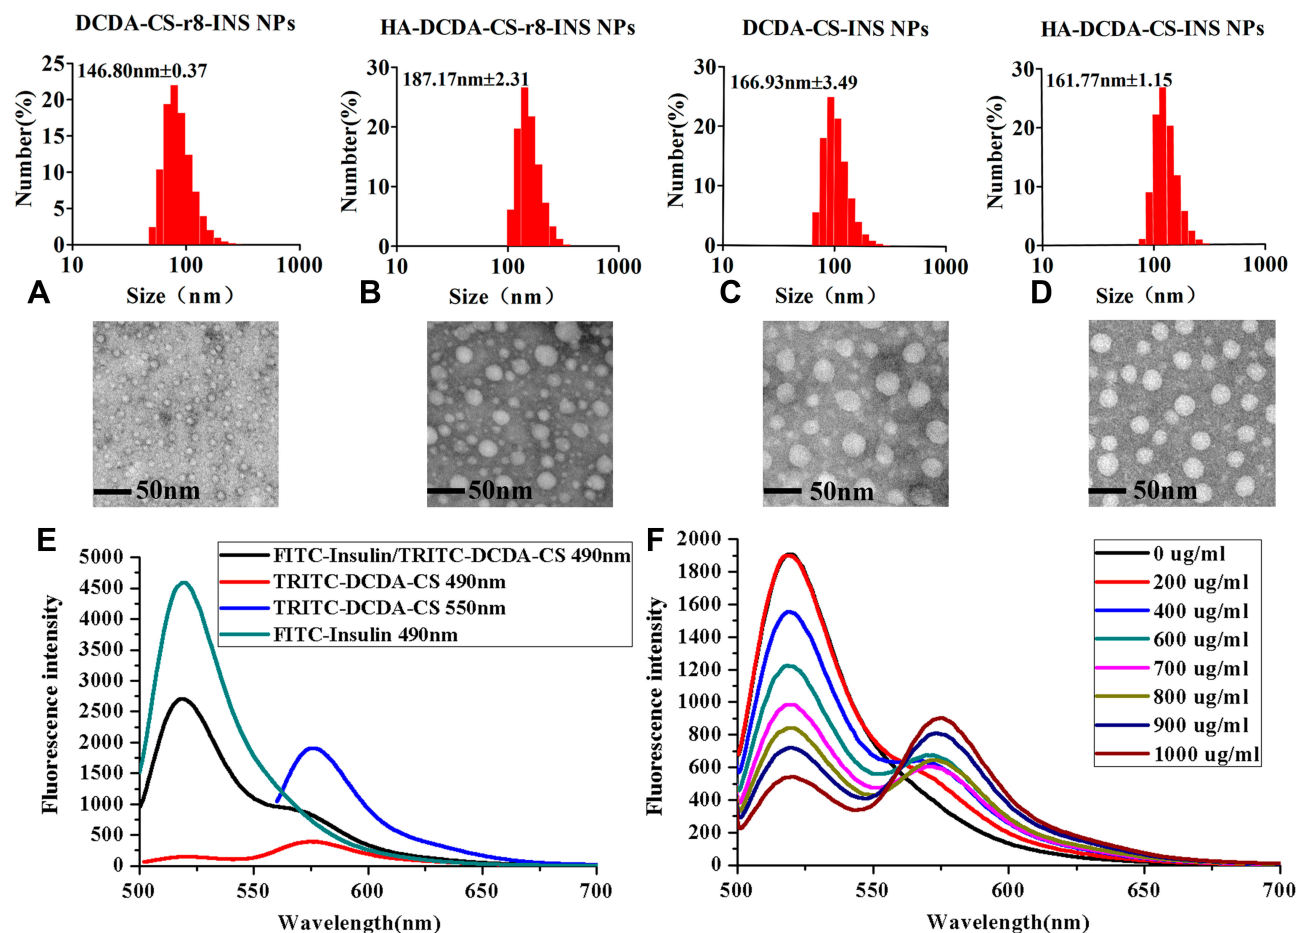 DCDA-CS-r8-INS NPs
146.80nm±0.37
Number(%)
25
20
15
10
5
0
10
100
1000
Size（nm）
A
50nm
HA-DCDA-CS-r8-INS NPs
187.17nm±2.31
Numbter(%)
30
20
10
0
10
100
1000
Size（nm）
B
50nm
DCDA-CS-INS NPs
166.93nm±3.49
Number(%)
30
20
10
0
10
100
1000
Size（nm）
C
50nm
HA-DCDA-CS-INS NPs
161.77nm±1.15
Number(%)
30
20
10
0
10
100
1000
Size（nm）
D
50nm
E
Fluorescence intensity
5000
4500
4000
3500
3000
2500
2000
1500
1000
500
0
FITC-Insulin/TRITC-DCDA-CS 490nm
TRITC-DCDA-CS 490nm
TRITC-DCDA-CS 550nm
FITC-Insulin 490nm
500
550
600
650
700
Wavelength(nm)
F
Fluorescence intensity
2000
1800
1600
1400
1200
1000
800
600
400
200
0
0 ug/ml
200 ug/ml
400 ug/ml
600 ug/ml
700 ug/ml
800 ug/ml
900 ug/ml
1000 ug/ml
500
550
600
650
700
Wavelength(nm)